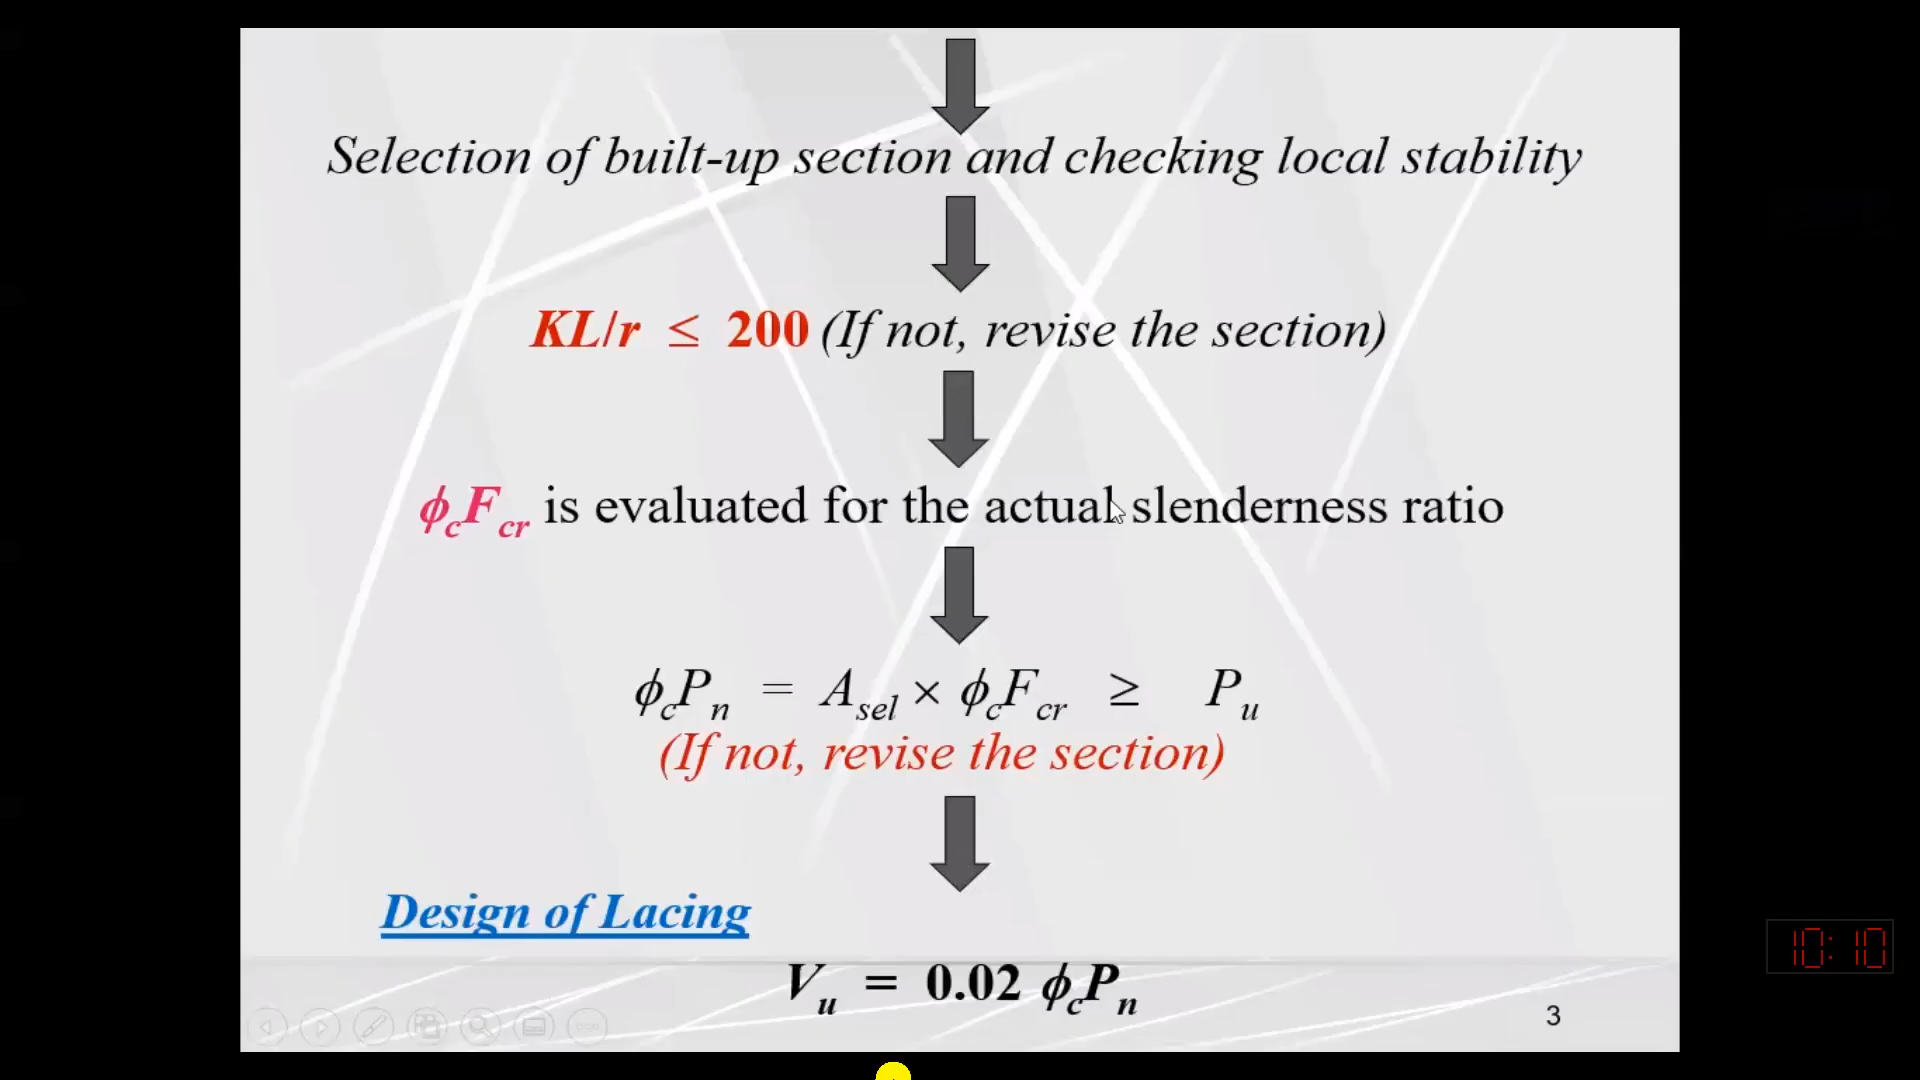 Selection of built-up section and checking local stability
KL/r ≤ 200 (If not, revise the section)
ϕcFcr is evaluated for the actual slenderness ratio
ϕcPn = Asel × ϕcFcr ≥ Pu
(If not, revise the section)
Design of Lacing
Vu = 0.02 ϕcPn
3
10:10